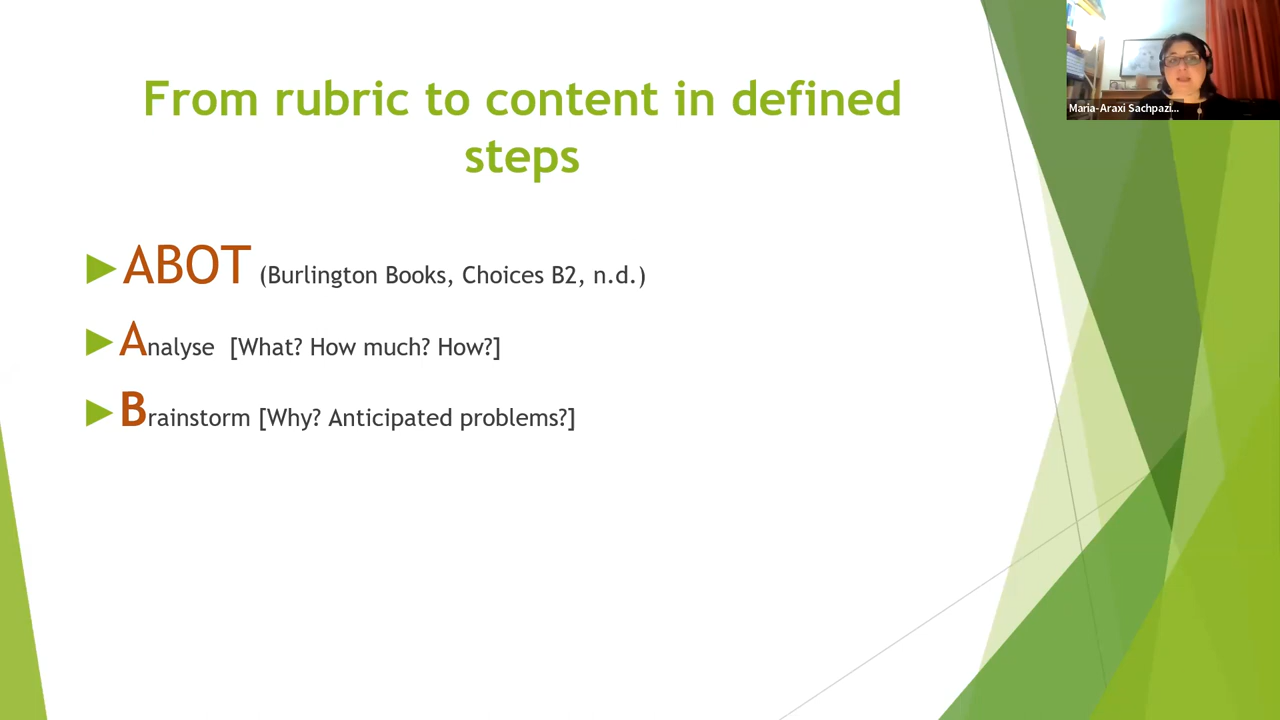 From rubric to content in defined
steps
ABOT (Burlington Books, Choices B2, n.d.)
Analyse [What? How much? How?]
Brainstorm [Why? Anticipated problems?]
Maria-Araxi Sachpazi...